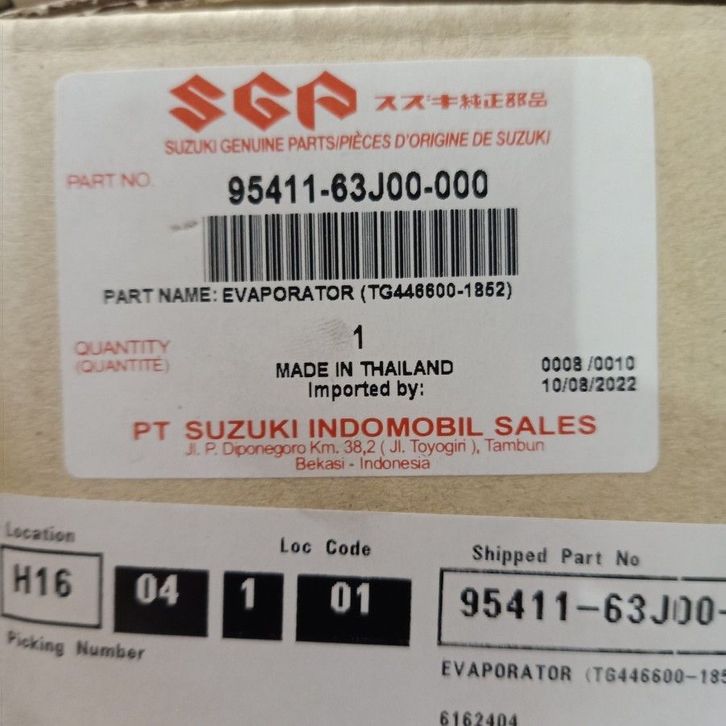 SGP スズキ純正部品
SUZUKI GENUINE PARTS/PIÈCES D'ORIGINE DE SUZUKI
PART NO. 95411-63J00-000
PART NAME: EVAPORATOR (TG446600-1852)
QUANTITY 1
(QUANTITÉ) MADE IN THAILAND 0008 /0010
Imported by: 10/08/2022
PT SUZUKI INDOMOBIL SALES
Jl. P. Diponegoro Km. 38,2 ( Jl. Toyogiri ), Tambun
Bekasi - Indonesia
Location Loc Code Shipped Part No
H16 04 1 01 95411-63J00-
Picking Number
EVAPORATOR (TG446600-185
6162404